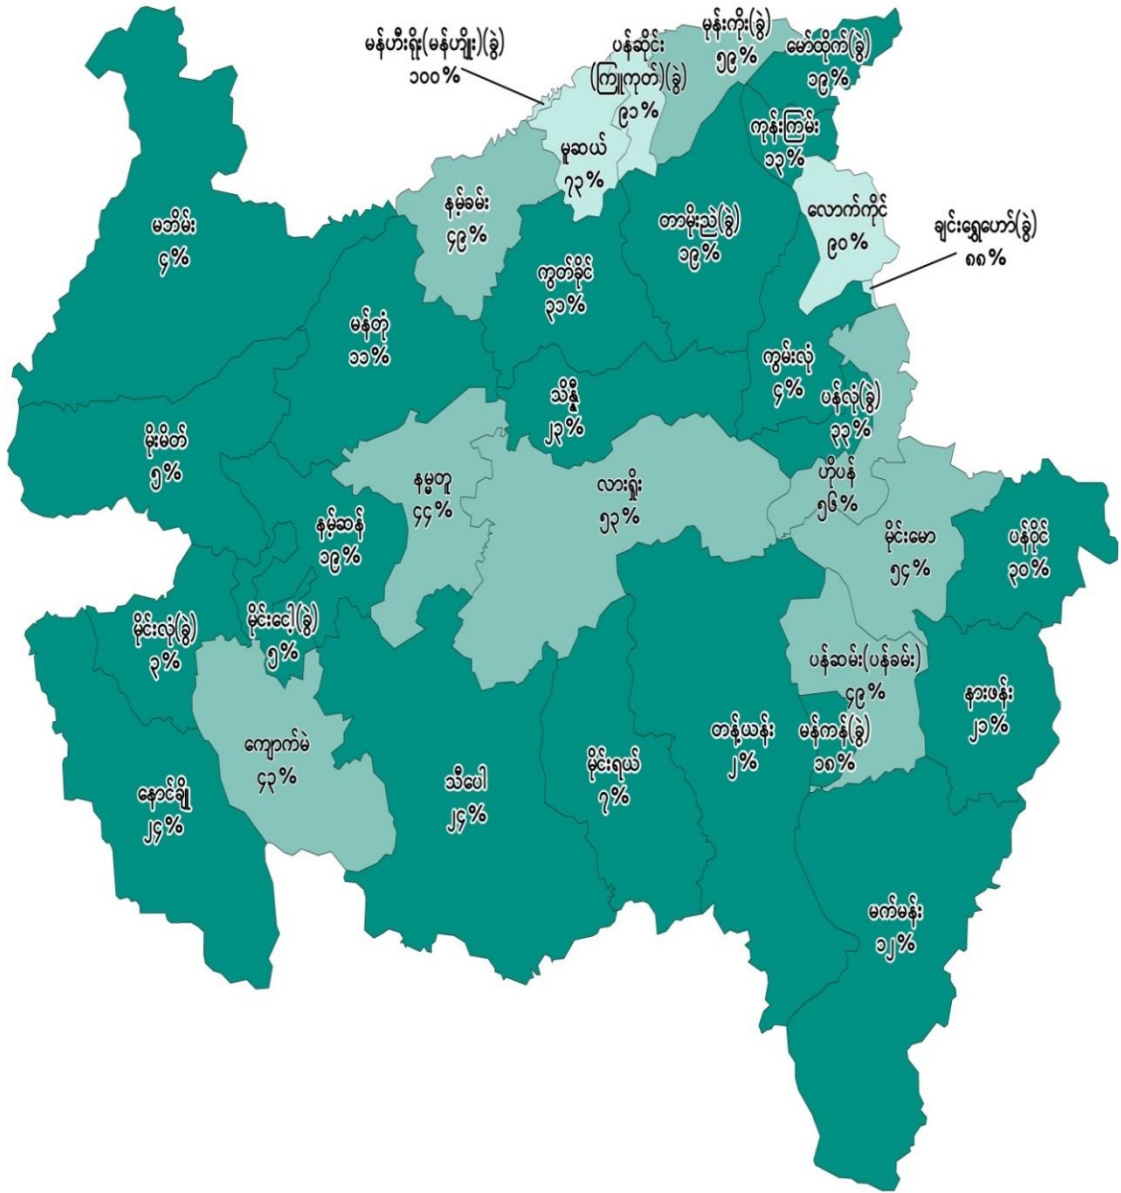 မန်ဟီးရိုး(မန်ဟျိုး)(ခွဲ)
၁၀၀%
ပန်ဆိုင်း
(ကြူကုတ်)(ခွဲ)
၉၁%
မုန်းကိုး(ခွဲ)
၅၉%
မော်ထိုက်(ခွဲ)
၁၉%
ကုန်းကြမ်း
၁၃%
မူဆယ်
၇၃%
နမ့်ခမ်း
၄၉%
မဘိမ်း
၄%
တာမိုးညဲ(ခွဲ)
၁၉%
လောက်ကိုင်
၉၀%
ချင်းရွှေဟော်(ခွဲ)
၈၈%
ကွတ်ခိုင်
၃၁%
မန်တုံ
၁၁%
ကွမ်းလုံ
၄%
သိန္နီ
၂၃%
ပန်လုံ(ခွဲ)
၃၃%
မိုးမိတ်
၅%
နမ္မတူ
၄၄%
လားရှိုး
၅၃%
ဟိုပန်
၅၆%
နမ့်ဆန်
၁၉%
မိုင်းမော
၅၄%
ပန်ဝိုင်
၃၀%
မိုင်းလုံ(ခွဲ)
၃%
မိုင်းငေါ့(ခွဲ)
၅%
ပန်ဆမ်း(ပန်ခမ်း)
၄၉%
နားဖန်း
၂၁%
ကျောက်မဲ
၄၃%
တန့်ယန်း
၂%
မန်ကန်(ခွဲ)
၁၈%
မိုင်းရယ်
၇%
သီပေါ
၂၄%
နောင်ချို
၂၄%
မက်မန်း
၁၂%